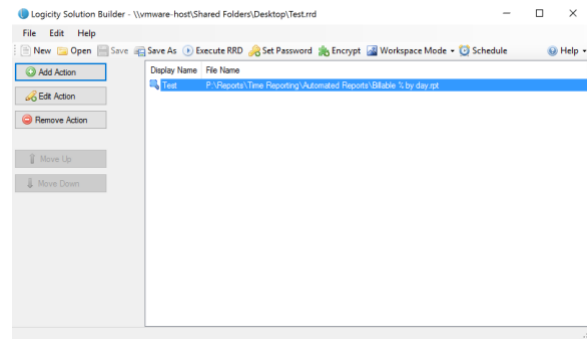 Logicity Solution Builder - \\vmware-host\Shared Folders\Desktop\Test.rrd
File Edit Help
New Open Save Save As Execute RRD Set Password Encrypt Workspace Mode Schedule Help
Add Action
Edit Action
Remove Action
Move Up
Move Down
Display Name File Name
Test P:\Reports\Time Reporting\Automated Reports\Billable % by day.rpt